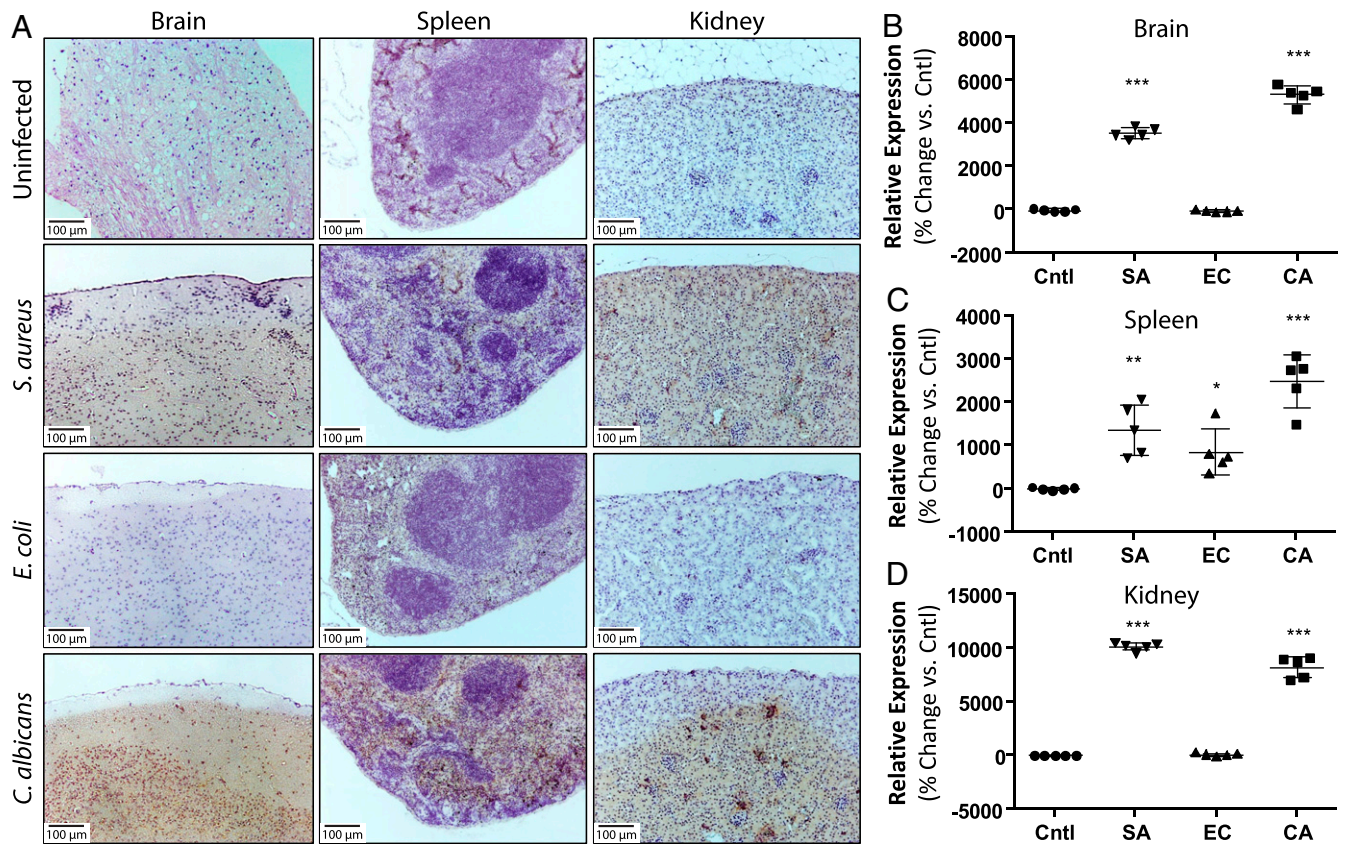 A
Brain
Spleen
Kidney
Uninfected
100 µm
100 µm
100 µm
S. aureus
100 µm
100 µm
100 µm
E. coli
100 µm
100 µm
100 µm
C. albicans
100 µm
100 µm
100 µm
B
Brain
Relative Expression
(% Change vs. Cntl)
8000
6000
4000
2000
0
-2000
***
***
Cntl SA EC CA
C
Spleen
Relative Expression
(% Change vs. Cntl)
4000
3000
2000
1000
0
-1000
**
*
***
Cntl SA EC CA
D
Kidney
Relative Expression
(% Change vs. Cntl)
15000
10000
5000
0
-5000
***
***
Cntl SA EC CA